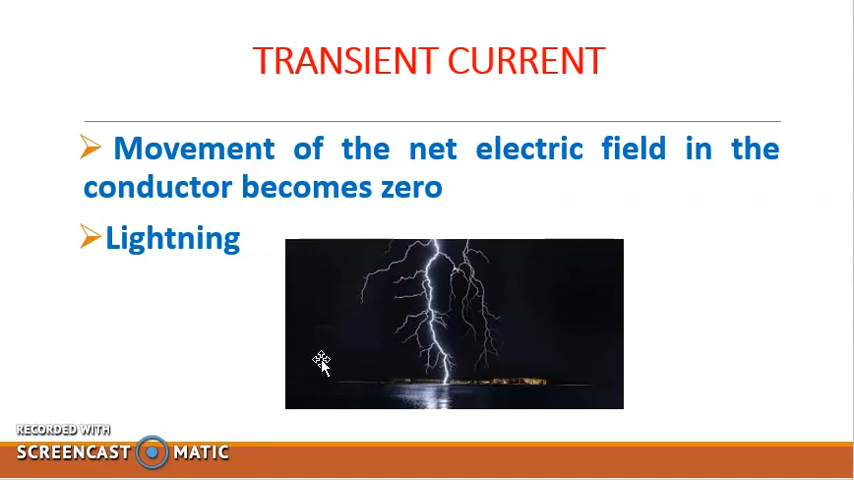 TRANSIENT CURRENT
Movement of the net electric field in the
conductor becomes zero
Lightning
RECORDED WITH
SCREENCAST MATIC